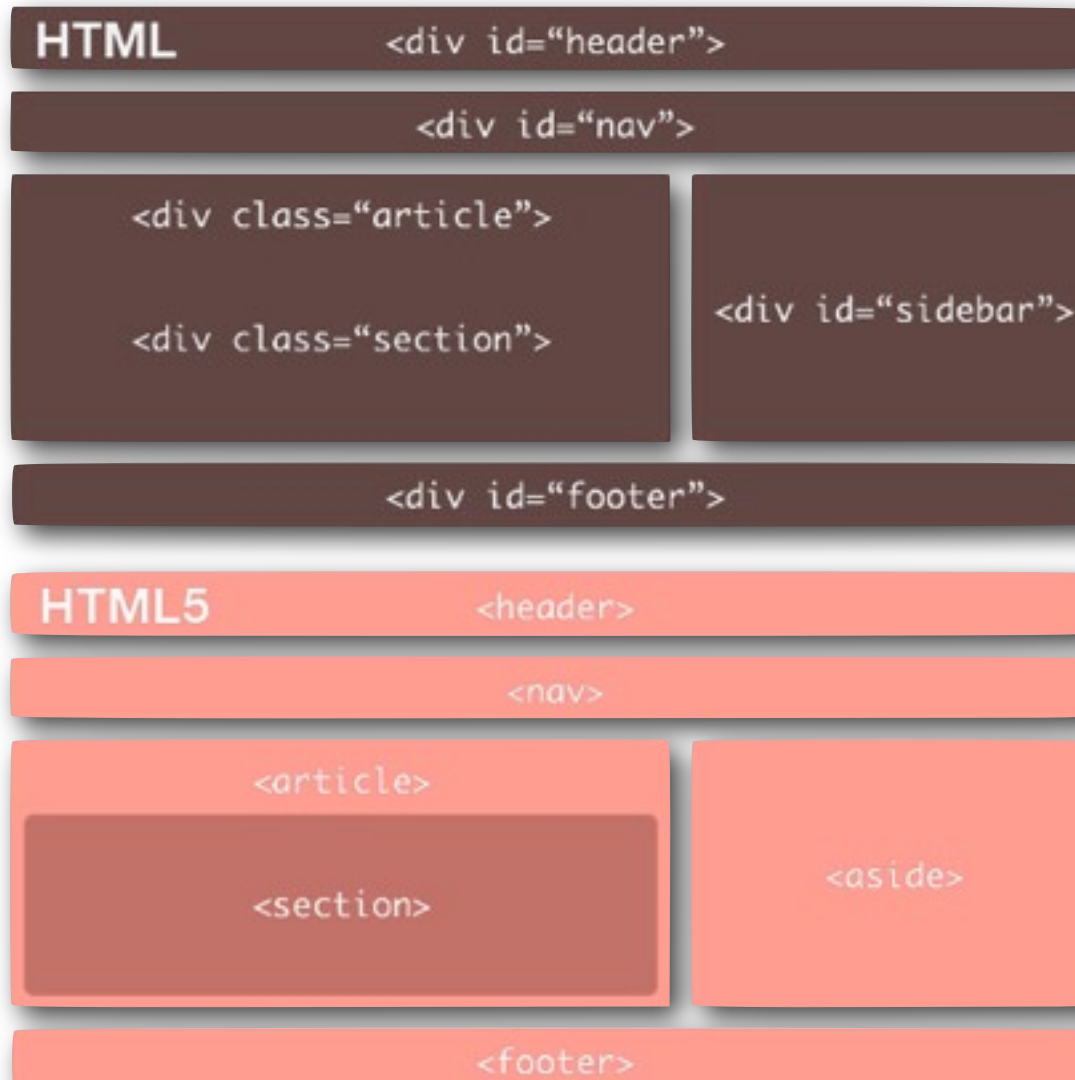 HTML <div id=“header”>
<div id=“nav”>
<div class=“article”>
<div class=“section”>
<div id=“sidebar”>
<div id=“footer”>
HTML5 <header>
<nav>
<article>
<section>
<aside>
<footer>